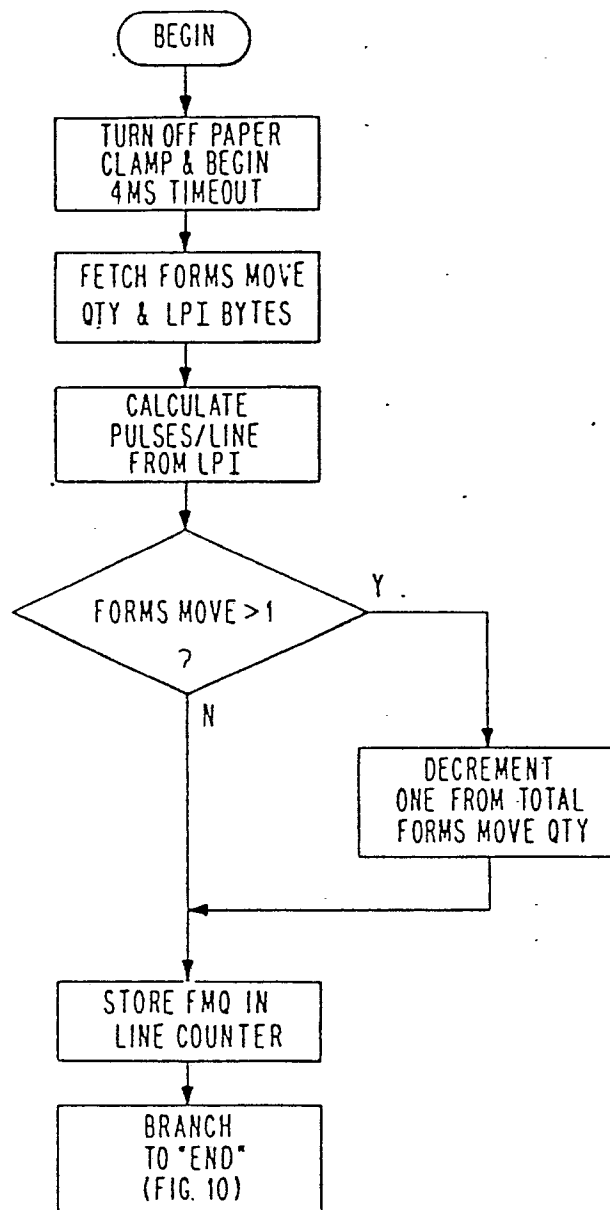 BEGIN
TURN OFF PAPER
CLAMP & BEGIN
4MS TIMEOUT
FETCH FORMS MOVE
QTY & LPI BYTES
CALCULATE
PULSES/LINE
FROM LPI
FORMS MOVE > 1
?
Y
N
DECREMENT
ONE FROM TOTAL
FORMS MOVE QTY
STORE FMQ IN
LINE COUNTER
BRANCH
TO "END"
(FIG. 10)